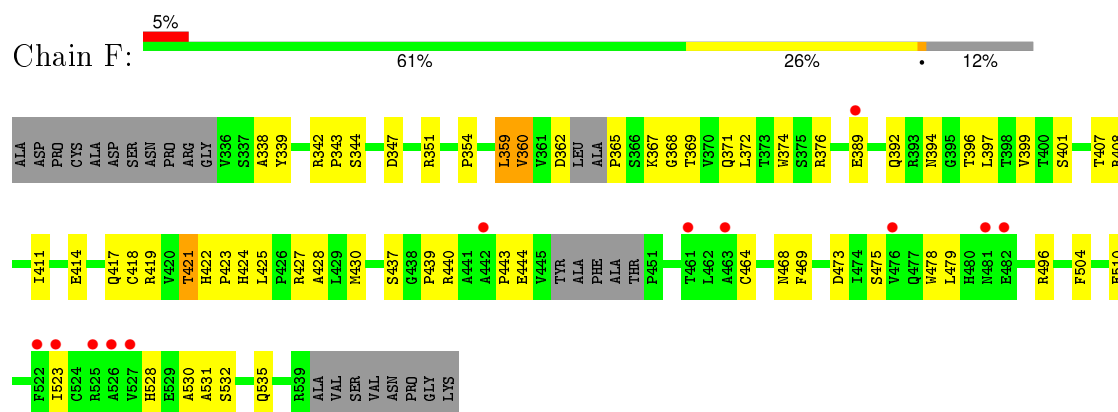 5%
Chain F:
61% 26% • 12%
ALA ASP PRO CYS ALA ASP SER ASN PRO ARG GLY V336 S337 A338 Y339 R342 P343 S344 D347 R351 P354 L359 V360 V361 D362 LEU ALA P365 S366 K367 G368 T369 V370 Q371 L372 T373 W374 S375 R376 E389 Q392 R393 N394 G395 T396 L397 T398 V399 T400 S401 T407 R408
I411 E414 Q417 C418 R419 V420 T421 H422 P423 H424 L425 P426 R427 A428 L429 M430 S437 G438 P439 R440 A441 A442 P443 E444 V445 TYR ALA PHE ALA THR P451 T461 L462 A463 C464 N468 F469 D473 I474 S475 V476 Q477 W478 L479 H480 N481 E482 R496 F504
F522 I523 C524 R525 A526 V527 H528 E529 A530 A531 S532 Q535 R539 ALA VAL SER VAL ASN PRO GLY LYS